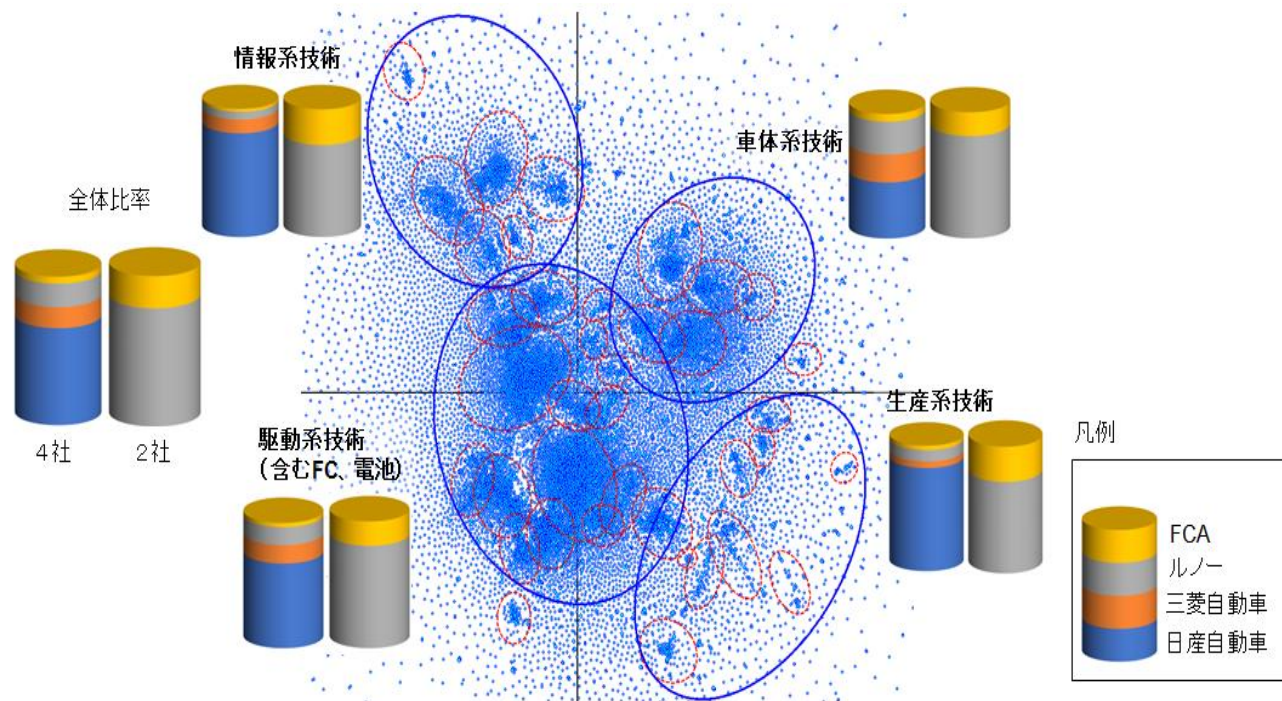 情報系技術
車体系技術
全体比率
4社
2社
駆動系技術
(含むFC、電池)
生産系技術
凡例
FCA
ルノー
三菱自動車
日産自動車